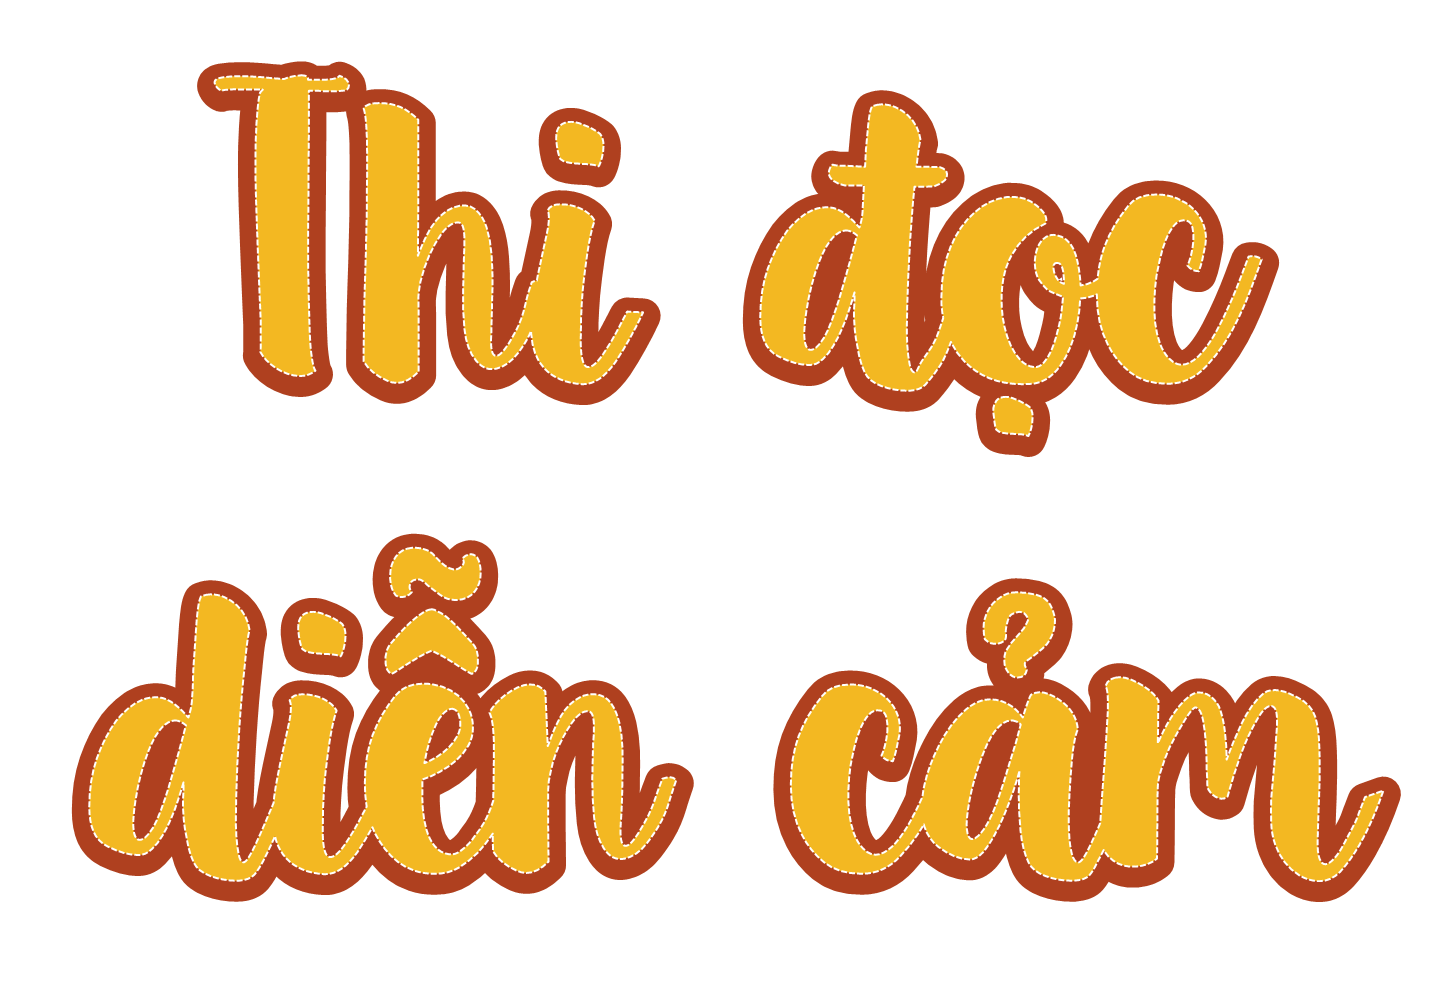 Thi đọc
diễn cảm